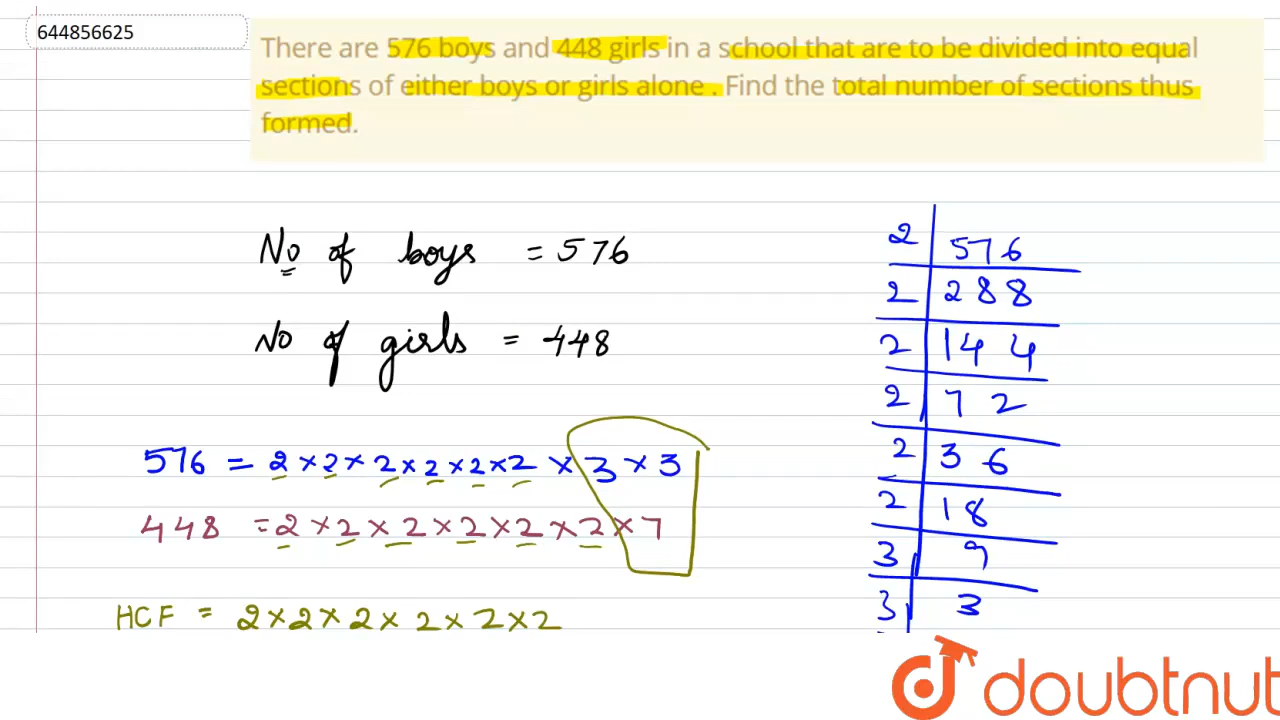 644856625
There are 576 boys and 448 girls in a school that are to be divided into equal
sections of either boys or girls alone . Find the total number of sections thus
formed.
No of boys = 576
No of girls = 448
576 = 2 × 2 × 2 × 2 × 2 × 2 × 3 × 3
448 = 2 × 2 × 2 × 2 × 2 × 2 × 7
HCF = 2 × 2 × 2 × 2 × 2 × 2
2 576
2 288
2 144
2 72
2 36
2 18
3 9
3 3
doubtnut